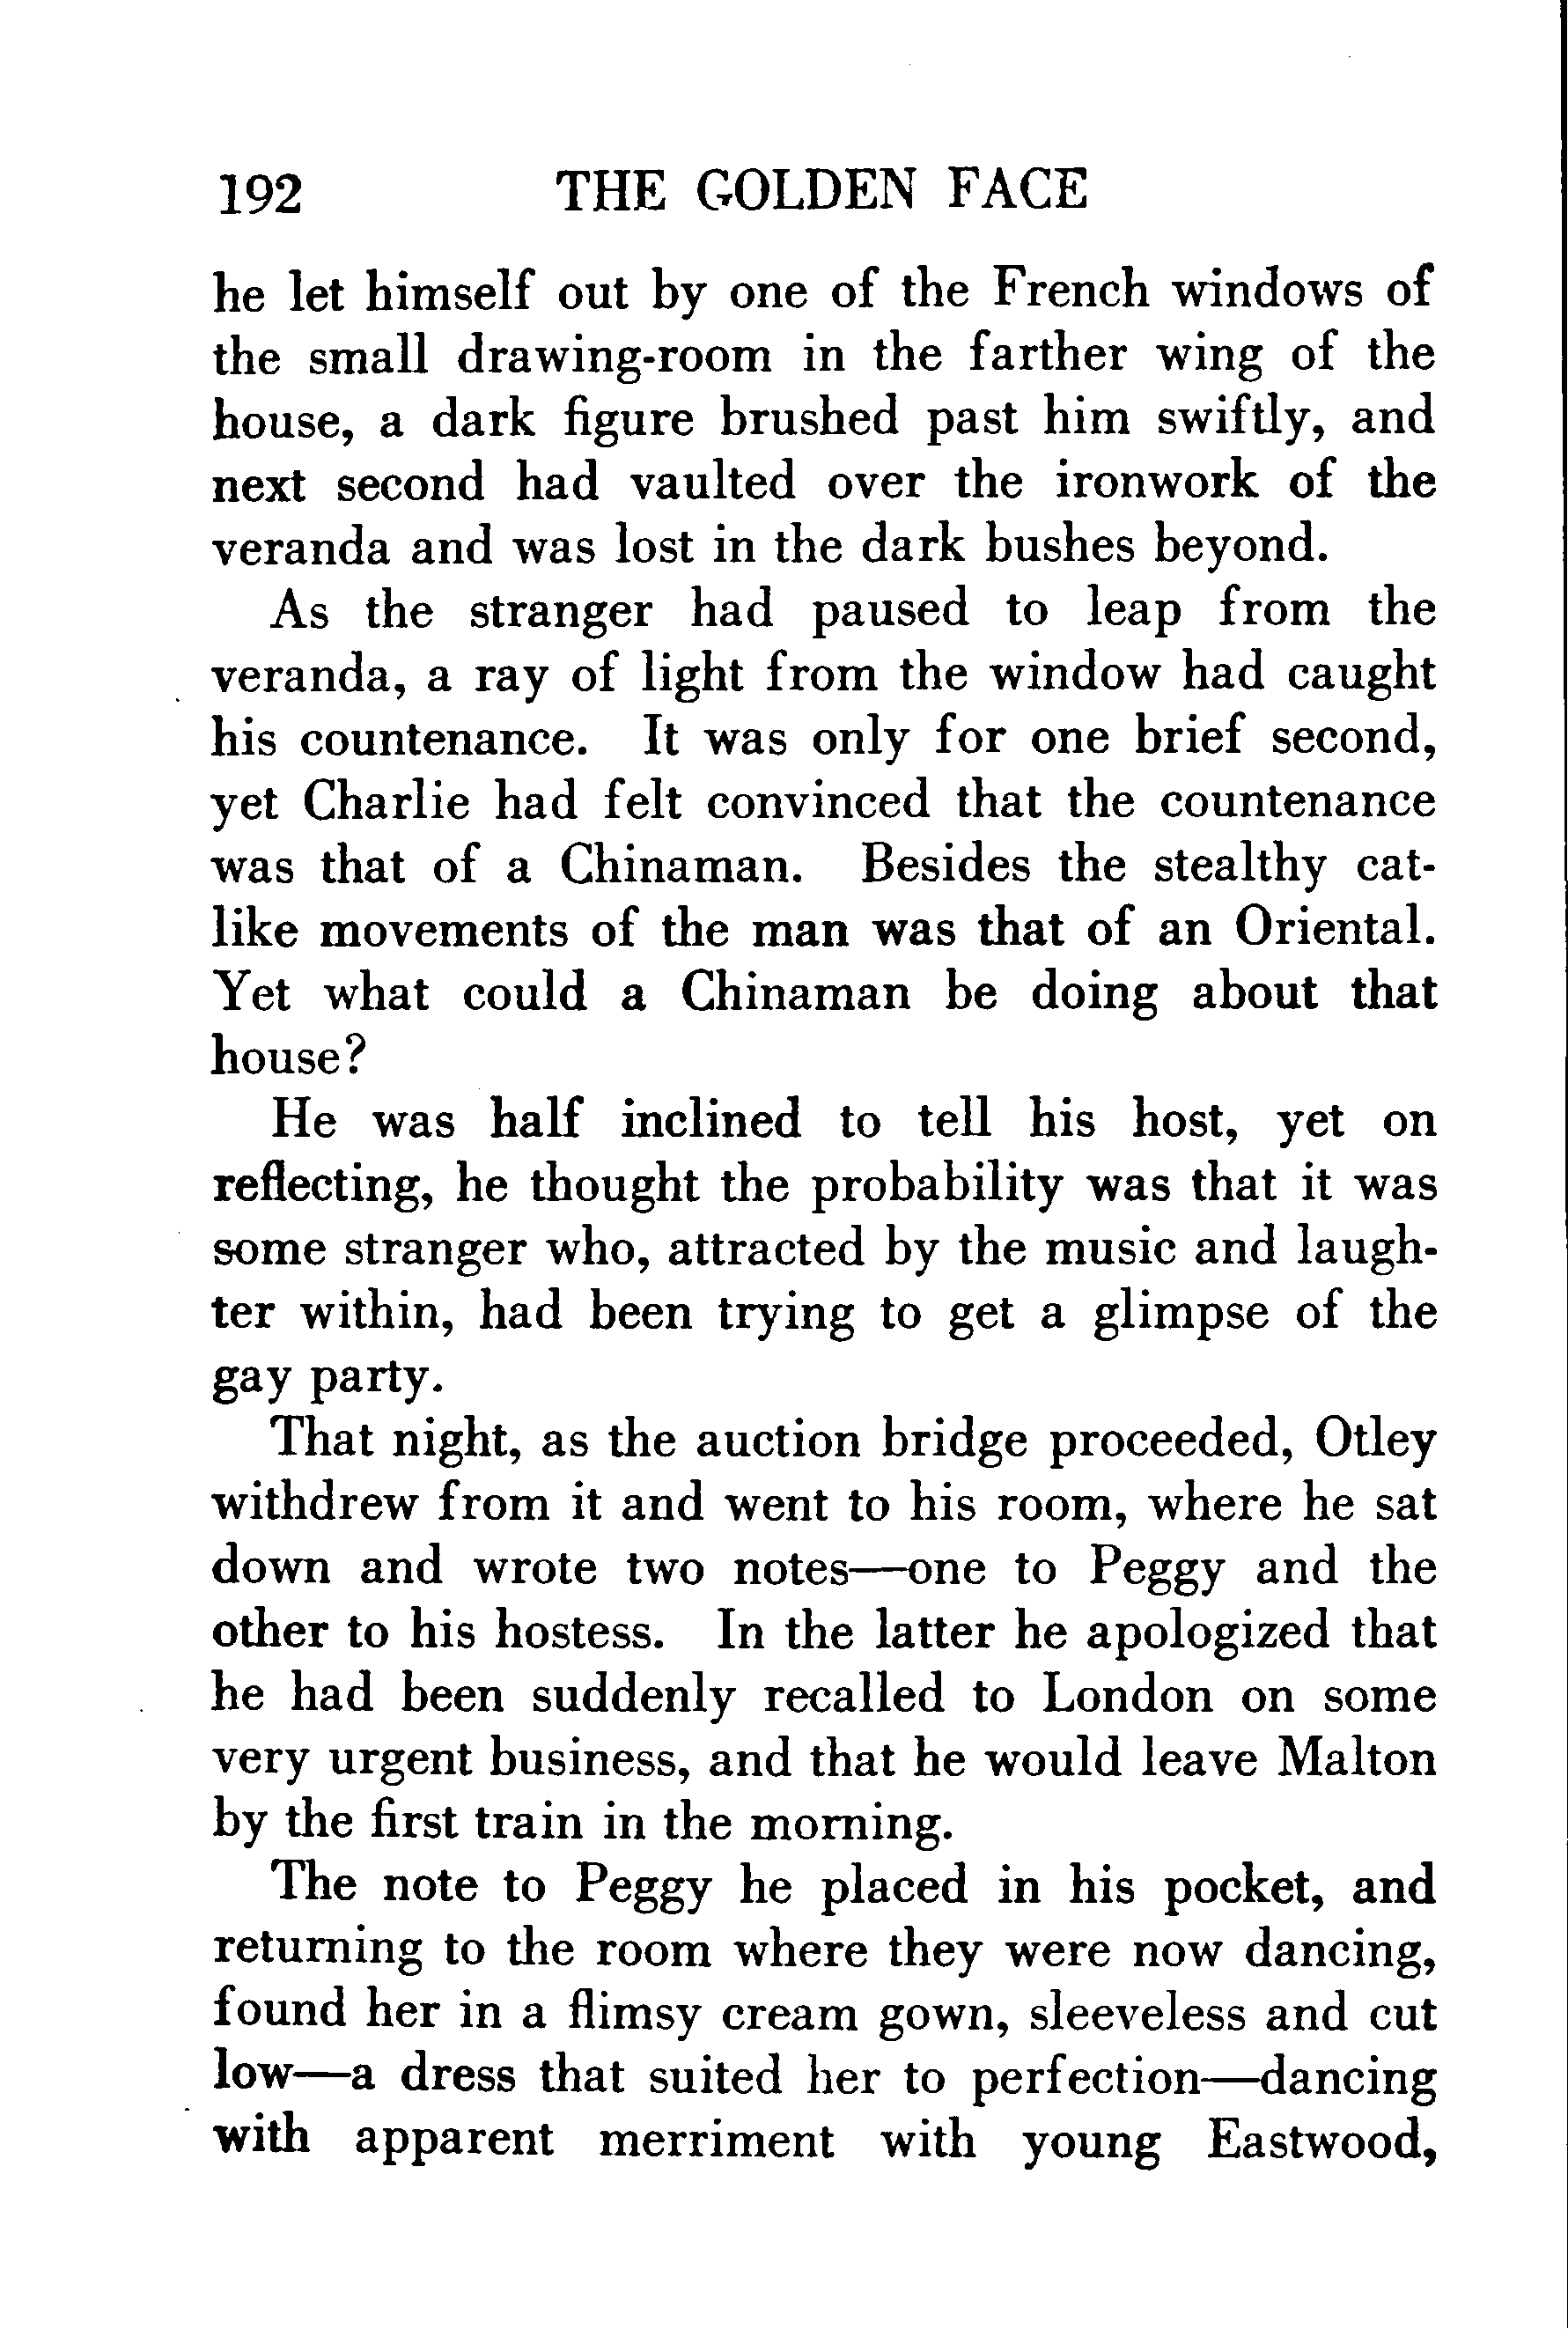 192 THE GOLDEN FACE
he let himself out by one of the French windows of
the small drawing-room in the farther wing of the
house, a dark figure brushed past him swiftly, and
next second had vaulted over the ironwork of the
veranda and was lost in the dark bushes beyond.
As the stranger had paused to leap from the
veranda, a ray of light from the window had caught
his countenance. It was only for one brief second,
yet Charlie had felt convinced that the countenance
was that of a Chinaman. Besides the stealthy cat-
like movements of the man was that of an Oriental.
Yet what could a Chinaman be doing about that
house?
He was half inclined to tell his host, yet on
reflecting, he thought the probability was that it was
some stranger who, attracted by the music and laugh-
ter within, had been trying to get a glimpse of the
gay party.
That night, as the auction bridge proceeded, Otley
withdrew from it and went to his room, where he sat
down and wrote two notes—one to Peggy and the
other to his hostess. In the latter he apologized that
he had been suddenly recalled to London on some
very urgent business, and that he would leave Malton
by the first train in the morning.
The note to Peggy he placed in his pocket, and
returning to the room where they were now dancing,
found her in a flimsy cream gown, sleeveless and cut
low—a dress that suited her to perfection—dancing
with apparent merriment with young Eastwood,